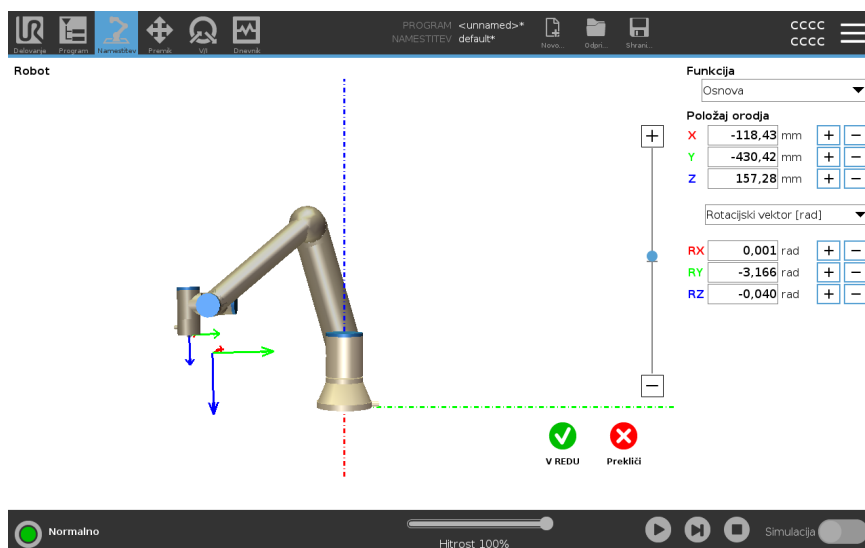 UR
PROGRAM <unnamed>*
NAMESTITEV default*
CCCC
CCCC
Delovanje Program Namestitev Premik V/I Dnevnik Novo... Odpri... Shrani...
Robot
Funkcija
Osnova
Položaj orodja
X -118,43 mm + −
Y -430,42 mm + −
Z 157,28 mm + −
Rotacijski vektor [rad]
RX 0,001 rad + −
RY -3,166 rad + −
RZ -0,040 rad + −
+
−
V REDU Prekliči
Normalno
Hitrost 100%
Simulacija